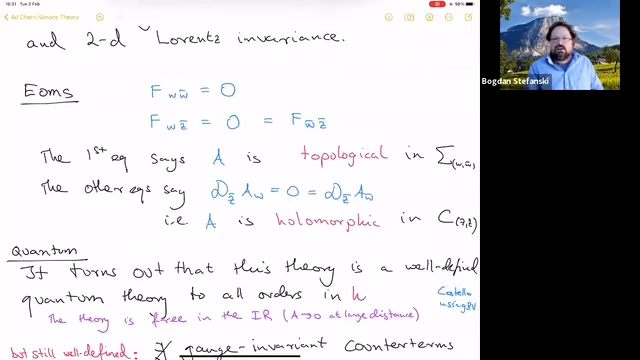 16:31 Tue 2 Feb
58%
4d Chern-Simons Theory
and 2-d Lorentz invariance.
Bogdan Stefanski
Eoms F_{w\bar{w}} = 0
F_{w\bar{z}} = 0 = F_{\bar{w}\bar{z}}
The 1st eq says A is topological in Σ_{(w,\bar{w})}
The other eqs say 𝒟_{\bar{z}} A_w = 0 = 𝒟_{\bar{z}} A_{\bar{w}}
i.e A is holomorphic in C_{(z,\bar{z})}
Quantum
It turns out that this theory is a well-defined
quantum theory to all orders in ħ
Costello using BV
The theory is free in the IR (A→0 at large distance)
but still well-defined: ∄ gauge-invariant counterterms